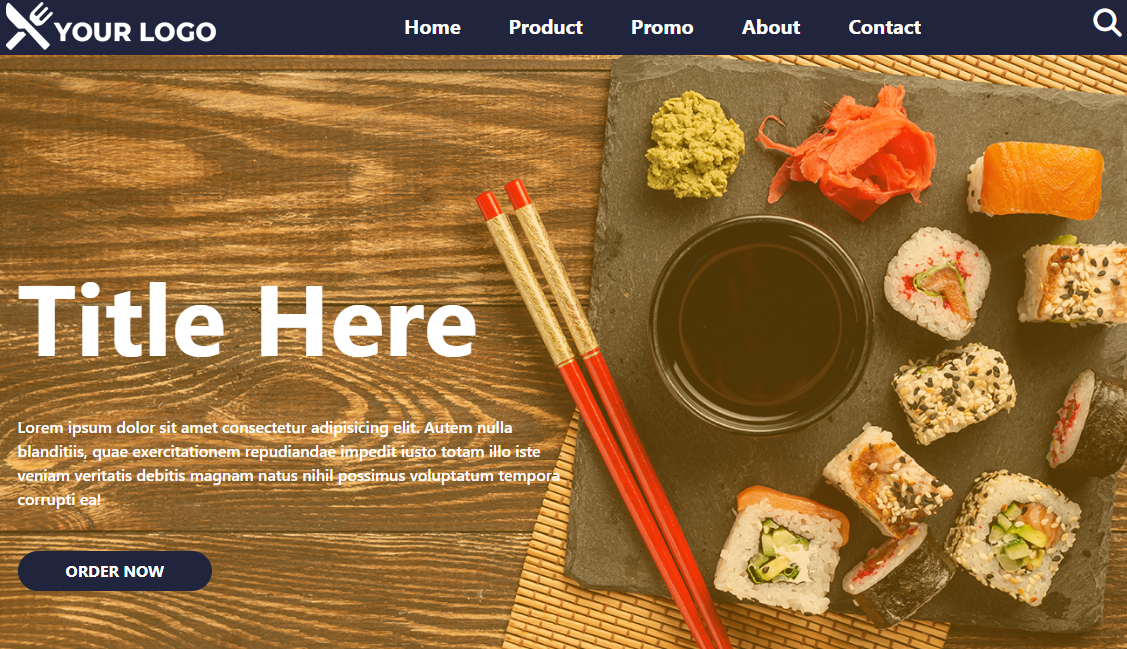 YOUR LOGO
Home Product Promo About Contact
Title Here
Lorem ipsum dolor sit amet consectetur adipisicing elit. Autem nulla
blanditiis, quae exercitationem repudiandae impedit iusto totam illo iste
veniam veritatis debitis magnam natus nihil possimus voluptatum tempora
corrupti ea!
ORDER NOW